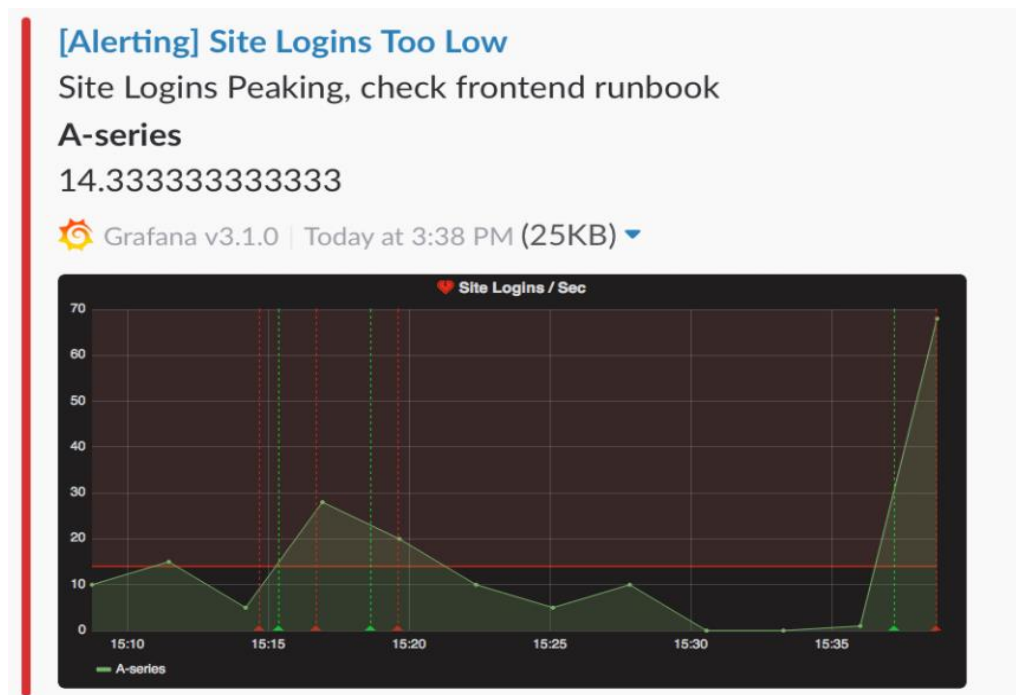 [Alerting] Site Logins Too Low
Site Logins Peaking, check frontend runbook
A-series
14.333333333333
Grafana v3.1.0 | Today at 3:38 PM (25KB)
Site Logins / Sec
70
60
50
40
30
20
10
0
15:10 15:15 15:20 15:25 15:30 15:35
A-series